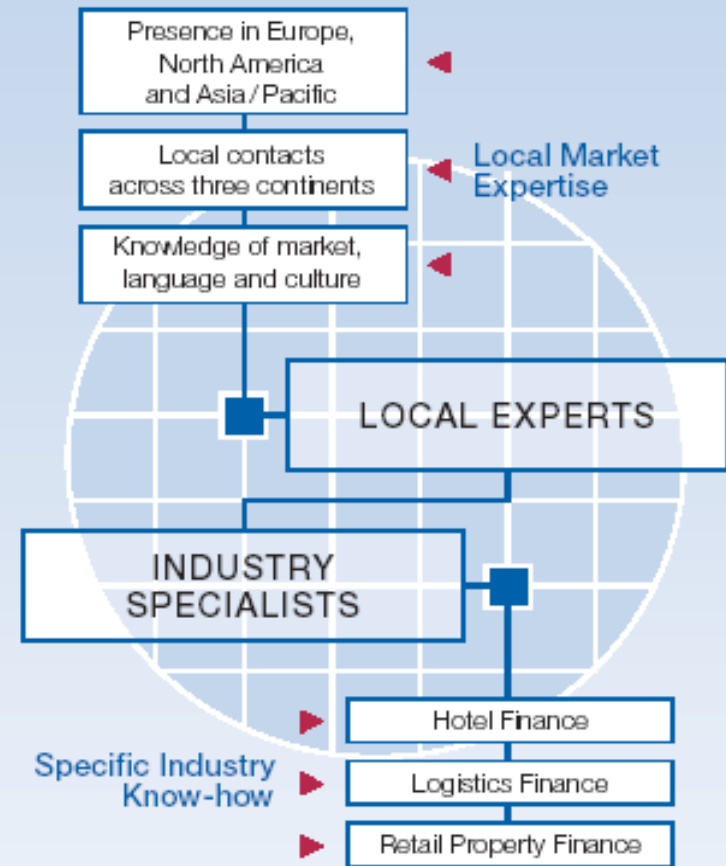 Presence in Europe,
North America
and Asia / Pacific
Local contacts
across three continents
Local Market
Expertise
Knowledge of market,
language and culture
LOCAL EXPERTS
INDUSTRY
SPECIALISTS
Hotel Finance
Specific Industry
Know-how
Logistics Finance
Retail Property Finance